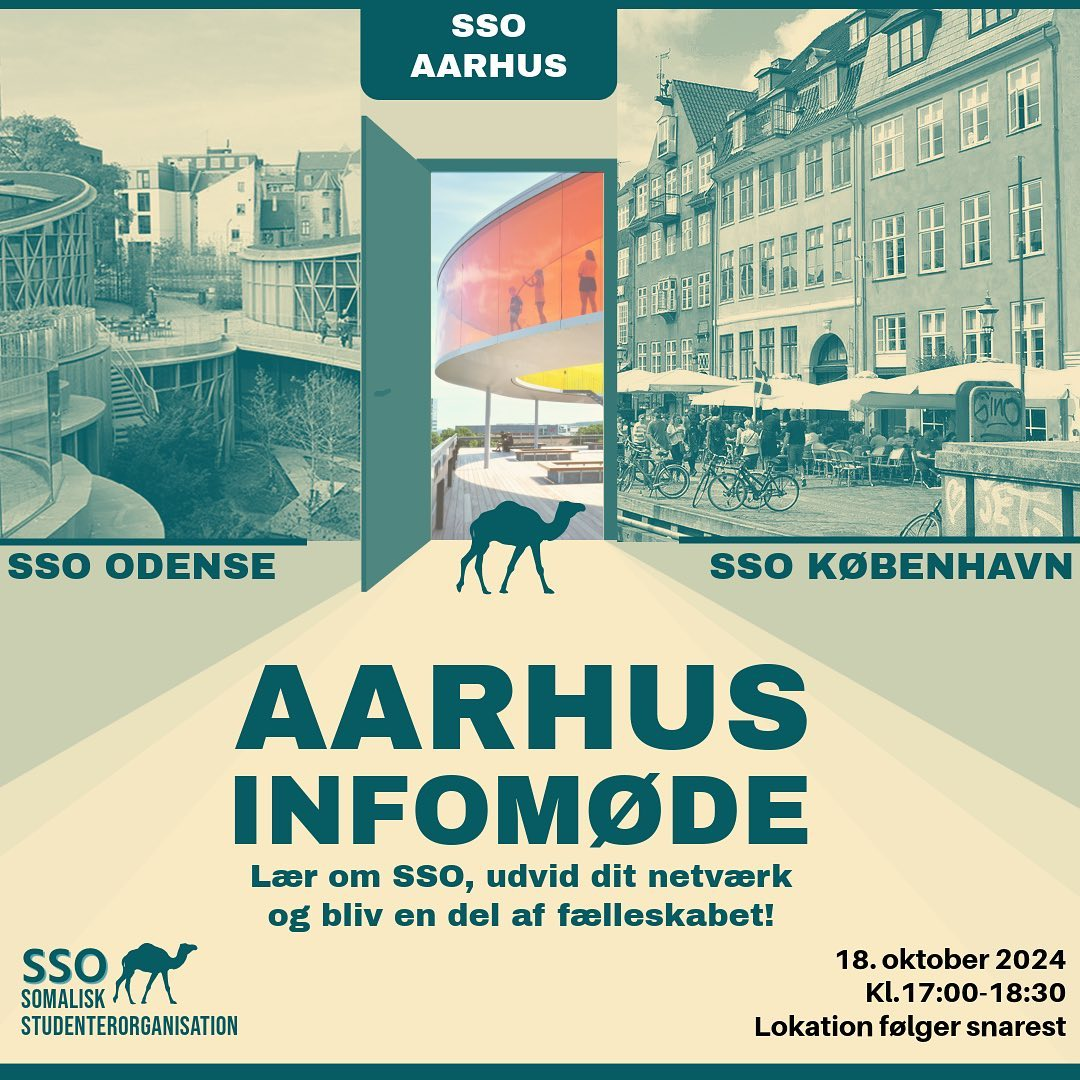 SSO
AARHUS
SSO ODENSE
SSO KØBENHAVN
AARHUS
INFOMØDE
Lær om SSO, udvid dit netværk
og bliv en del af fælleskabet!
SSO
SOMALISK
STUDENTERORGANISATION
18. oktober 2024
Kl.17:00-18:30
Lokation følger snarest